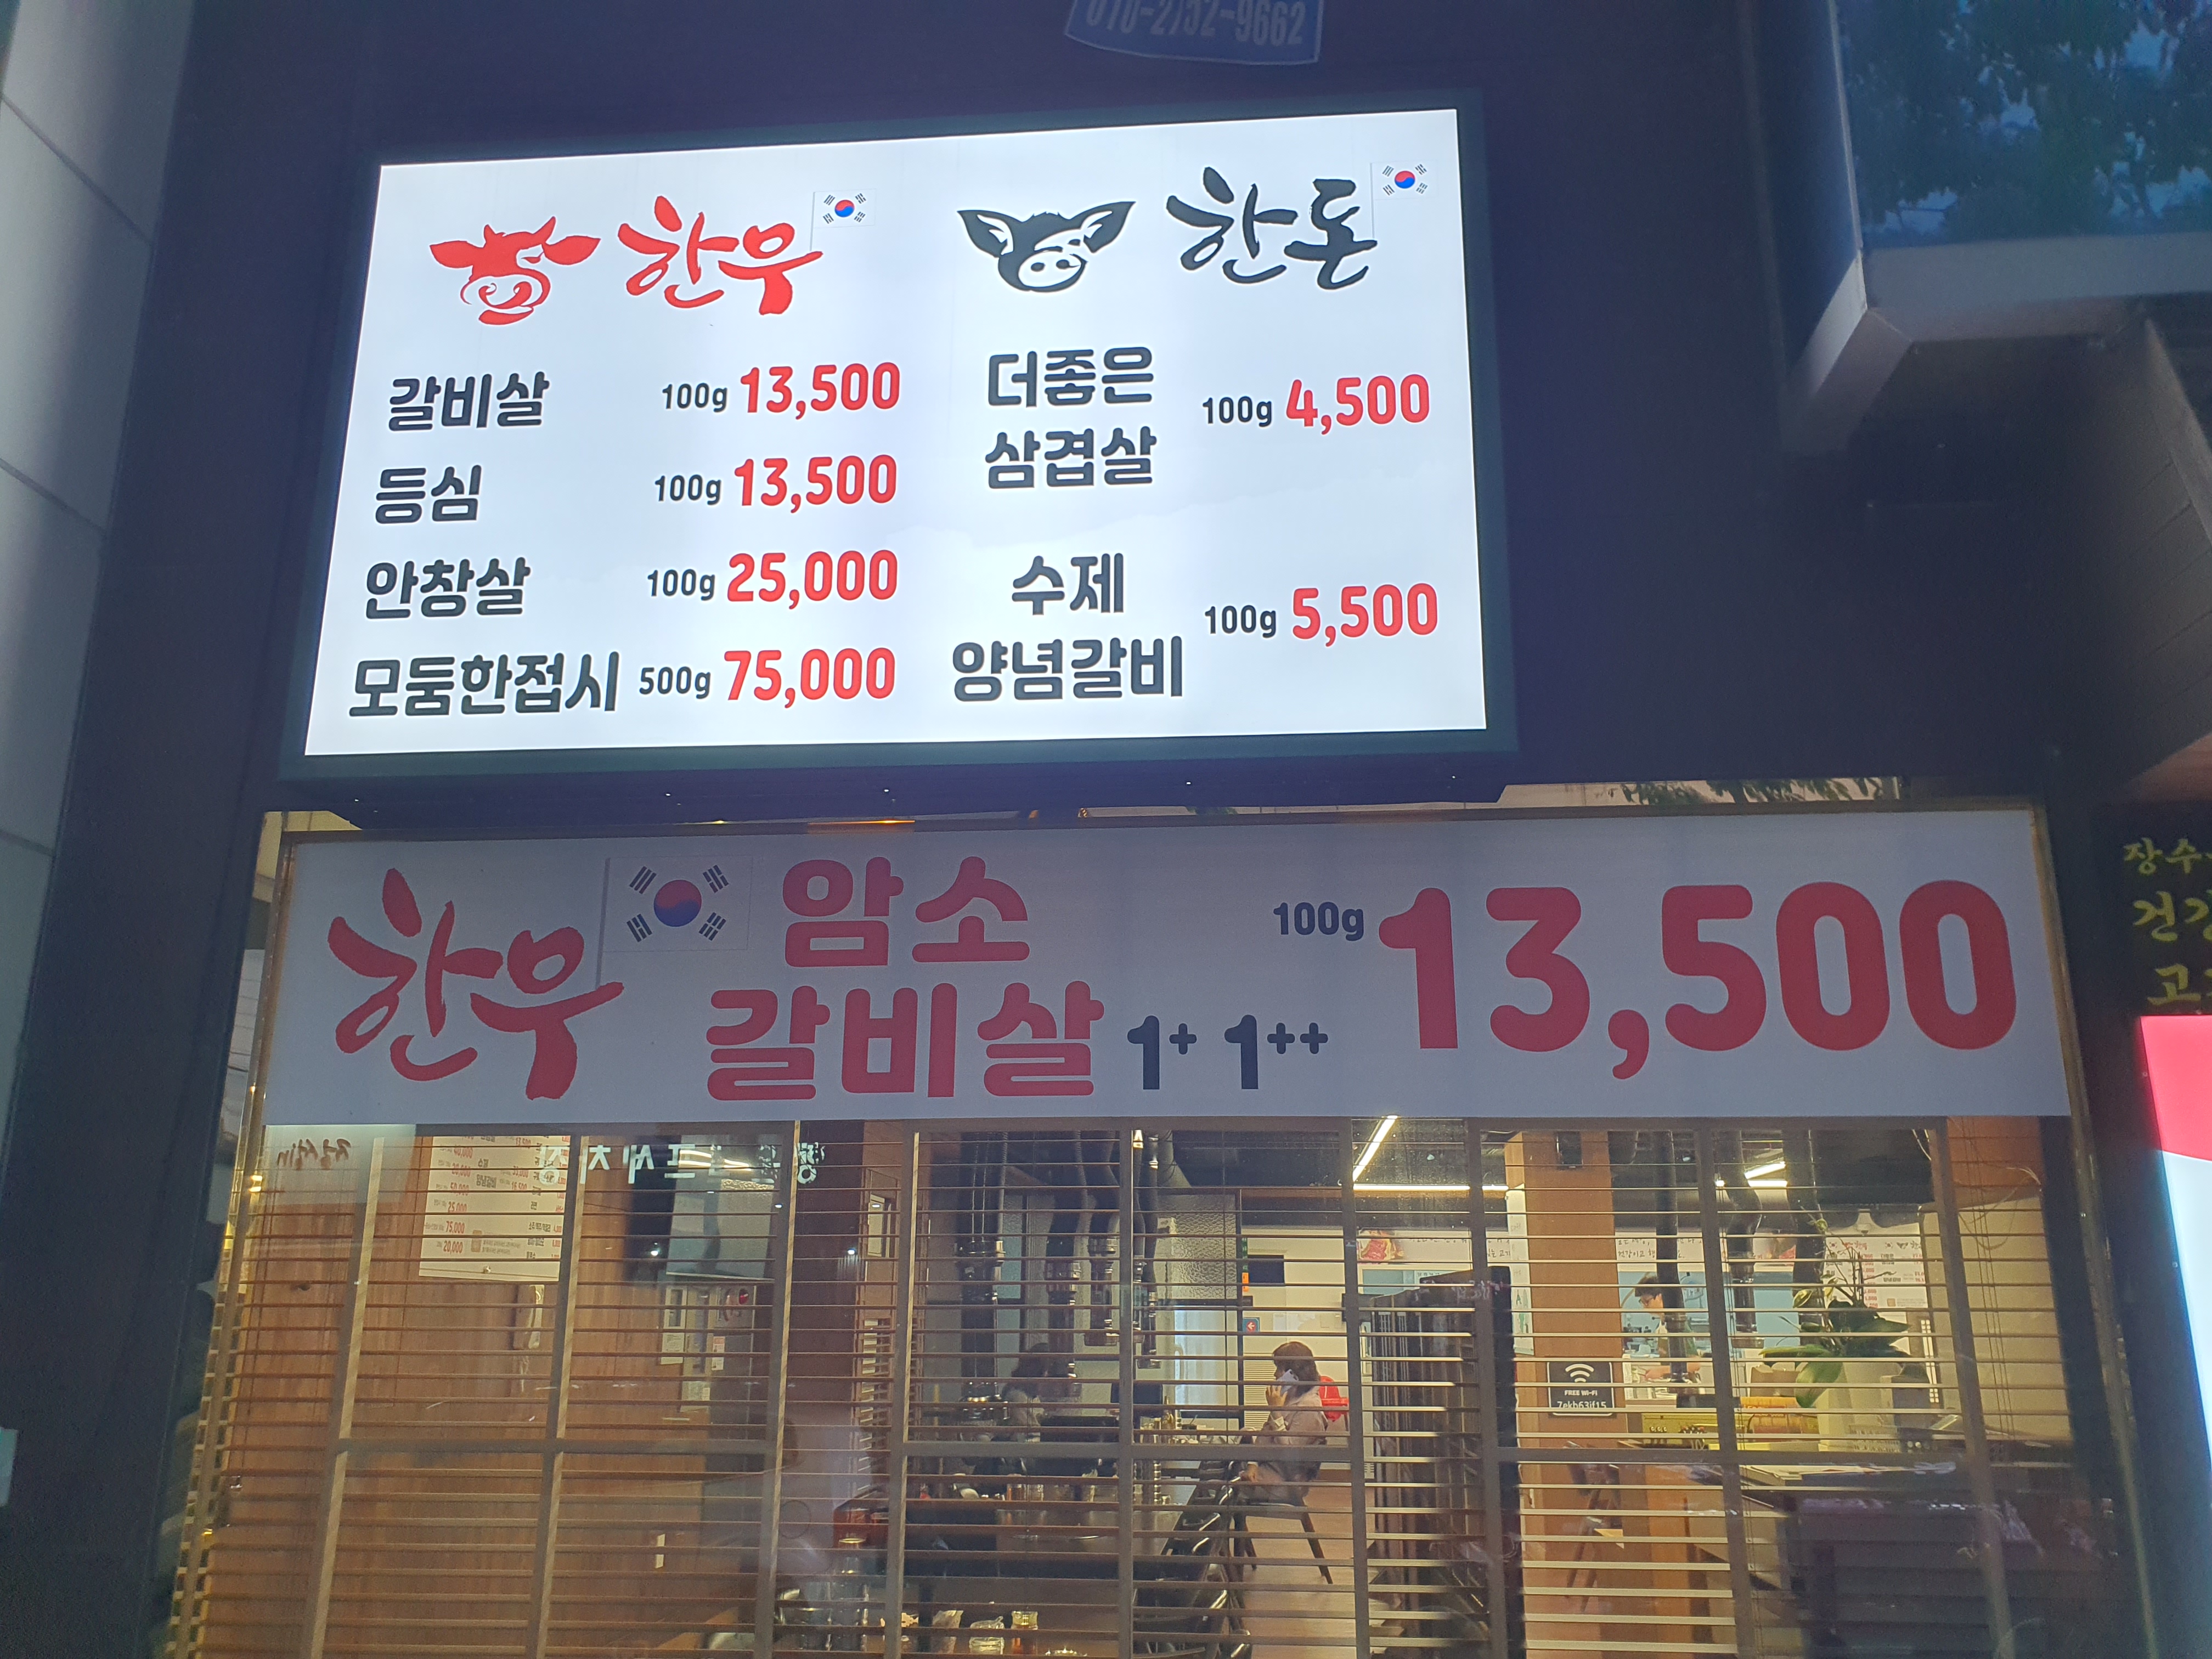 한우
갈비살 100g 13,500
등심 100g 13,500
안창살 100g 25,000
모둠한접시 500g 75,000
한돈
더좋은
삼겹살
100g 4,500
수제
양념갈비
100g 5,500
한우
암소
갈비살 1+ 1++
100g 13,500
FREE Wi-Fi